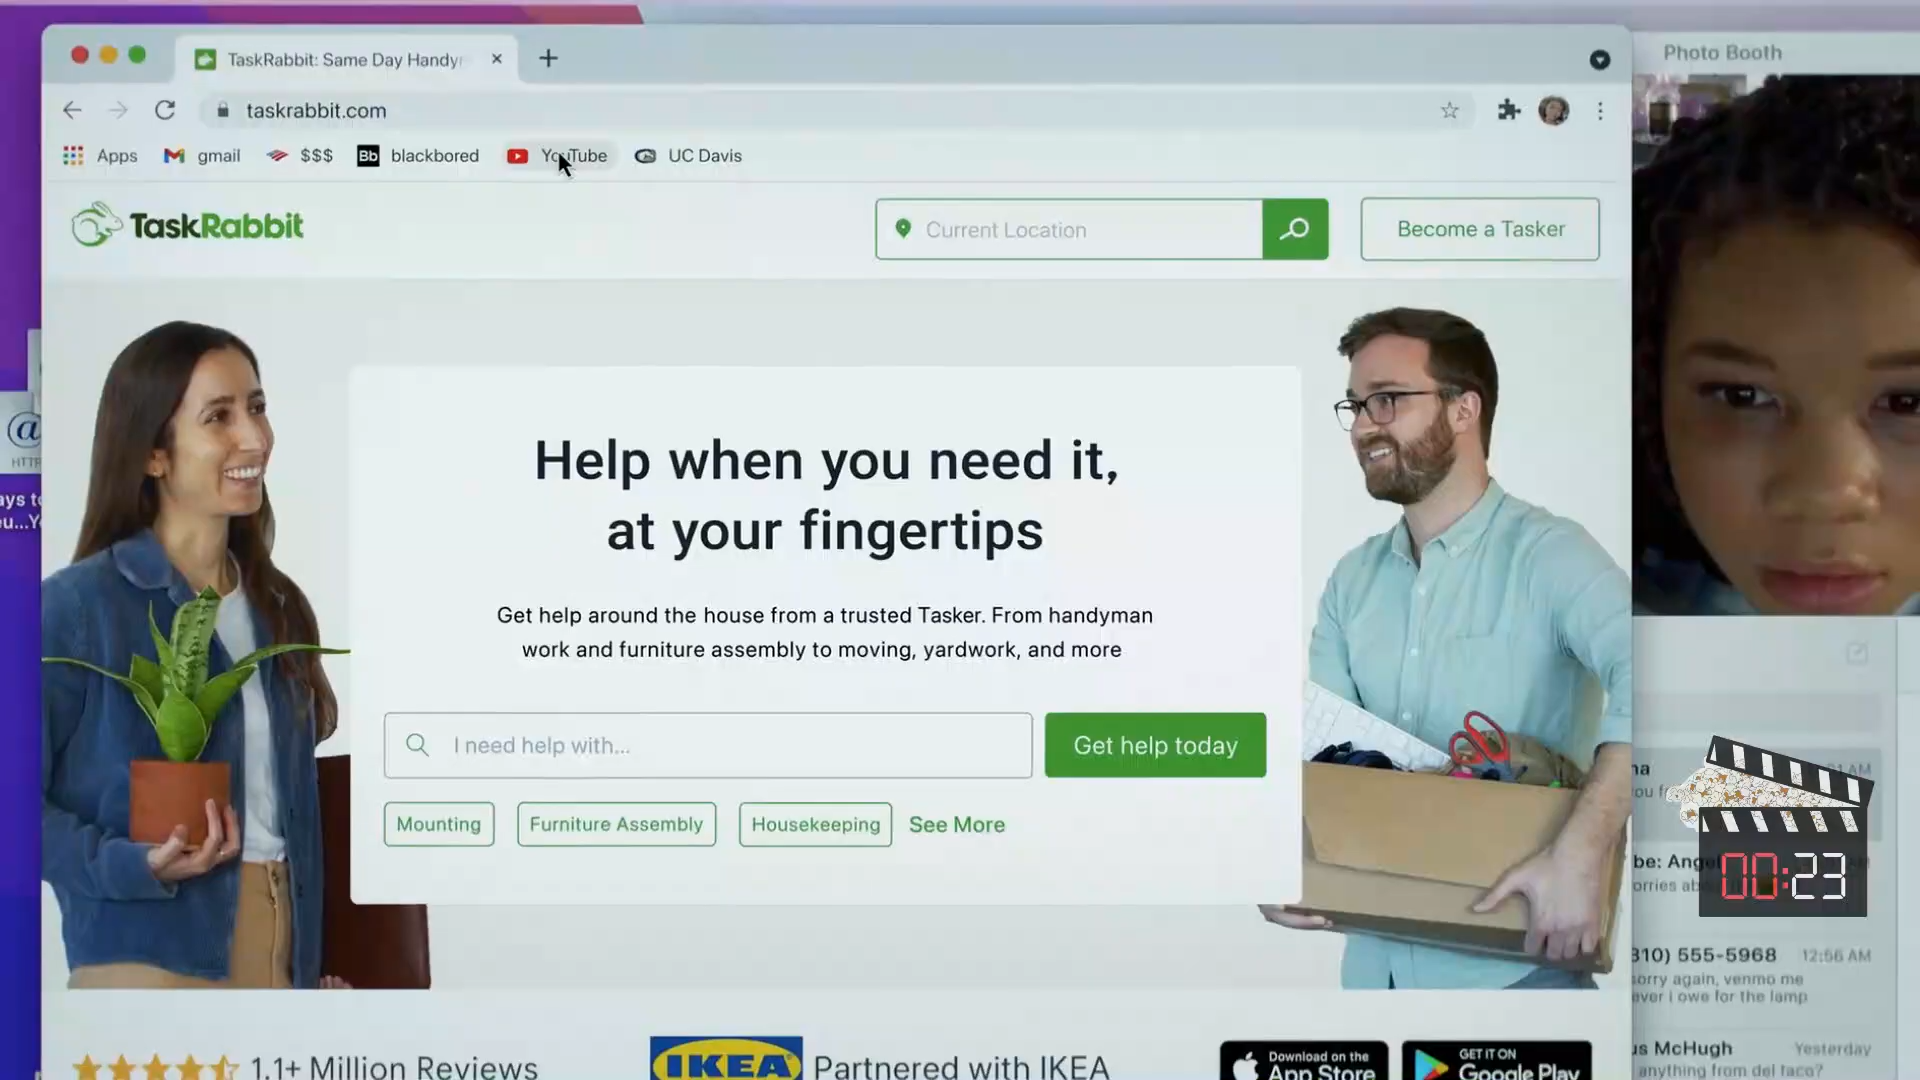 Photo Booth
TaskRabbit: Same Day Handy
taskrabbit.com
Apps
gmail
$$$
Bb
blackbored
YouTube
UC Davis
TaskRabbit
Current Location
Become a Tasker
@
HTTP
Help when you need it,
at your fingertips
Get help around the house from a trusted Tasker. From handyman
work and furniture assembly to moving, yardwork, and more
I need help with...
Get help today
Mounting
Furniture Assembly
Housekeeping
See More
00:23
310) 555-5968
12:56 AM
orry again, venmo me
ever i owe for the lamp
us McHugh
Yesterday
anything from del taco?
1.1+ Million Reviews
IKEA
Partnered with IKEA
Download on the
App Store
GET IT ON
Google Play